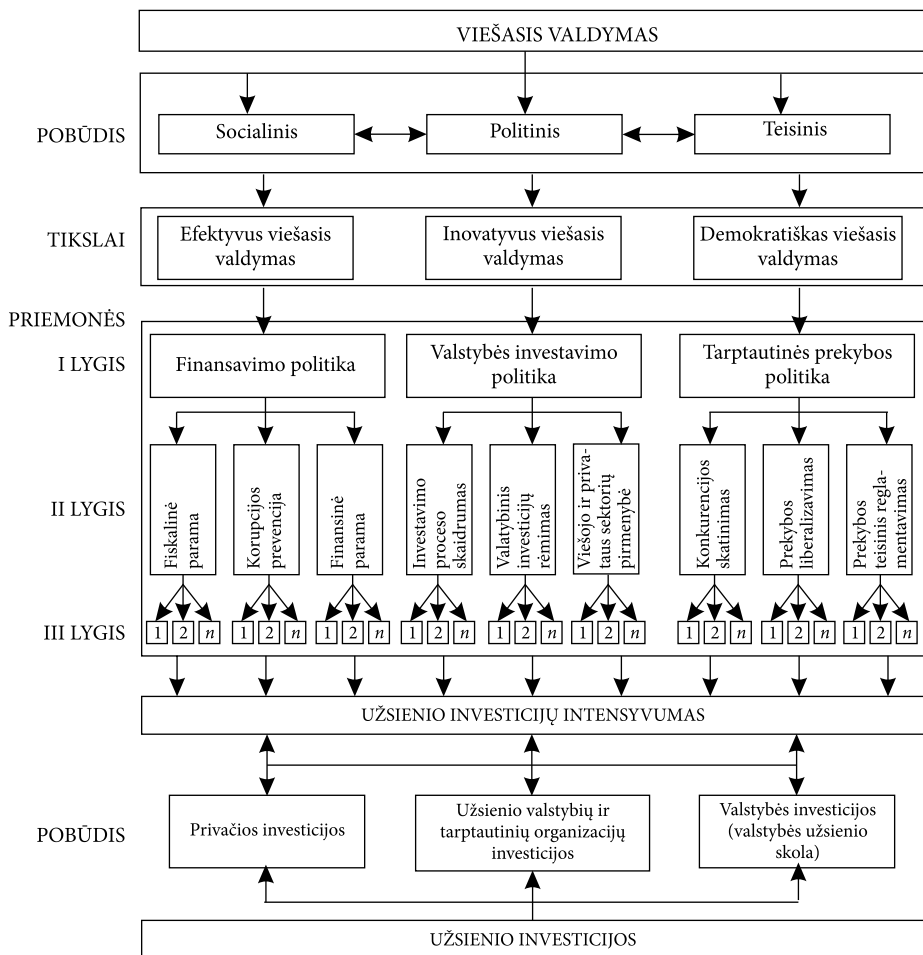 VIEŠASIS VALDYMAS
POBŪDIS
Socialinis
Politinis
Teisinis
TIKSLAI
Efektyvus viešasis
valdymas
Inovatyvus viešasis
valdymas
Demokratiškas viešasis
valdymas
PRIEMONĖS
I LYGIS
Finansavimo politika
Valstybės investavimo
politika
Tarptautinės prekybos
politika
II LYGIS
Fiskalinė
parama
Korupcijos
prevencija
Finansinė
parama
Investavimo
proceso
skaidrumas
Valatybinis
investicijų
rėmimas
Viešojo ir priva-
taus sektorių
pirmenybė
Konkurencijos
skatinimas
Prekybos
liberalizavimas
Prekybos
teisinis regla-
mentavimas
III LYGIS
1 2 n
1 2 n
1 2 n
1 2 n
1 2 n
1 2 n
1 2 n
1 2 n
1 2 n
UŽSIENIO INVESTICIJŲ INTENSYVUMAS
POBŪDIS
Privačios investicijos
Užsienio valstybių ir
tarptautinių organizacijų
investicijos
Valstybės investicijos
(valstybės užsienio
skola)
UŽSIENIO INVESTICIJOS